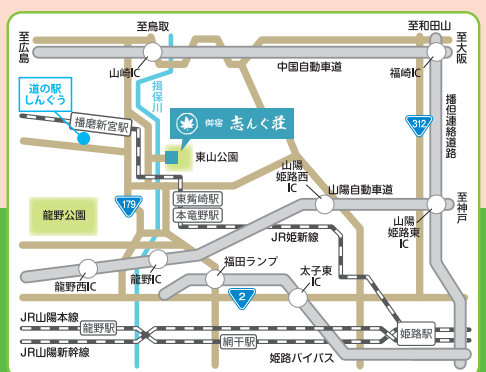 至鳥取
至和田山
至広島
至大阪
山崎IC
中国自動車道
福崎IC
道の駅
しんぐう
揖保川
御宿 志んぐ荘
播但連絡道路
312
播磨新宮駅
東山公園
山陽
姫路西
IC
山陽自動車道
至神戸
179
東觜崎駅
本竜野駅
龍野公園
山陽
姫路東
IC
JR姫新線
福田ランプ
太子東
IC
龍野西IC
龍野IC
2
JR山陽本線
龍野駅
姫路駅
網干駅
JR山陽新幹線
姫路バイパス